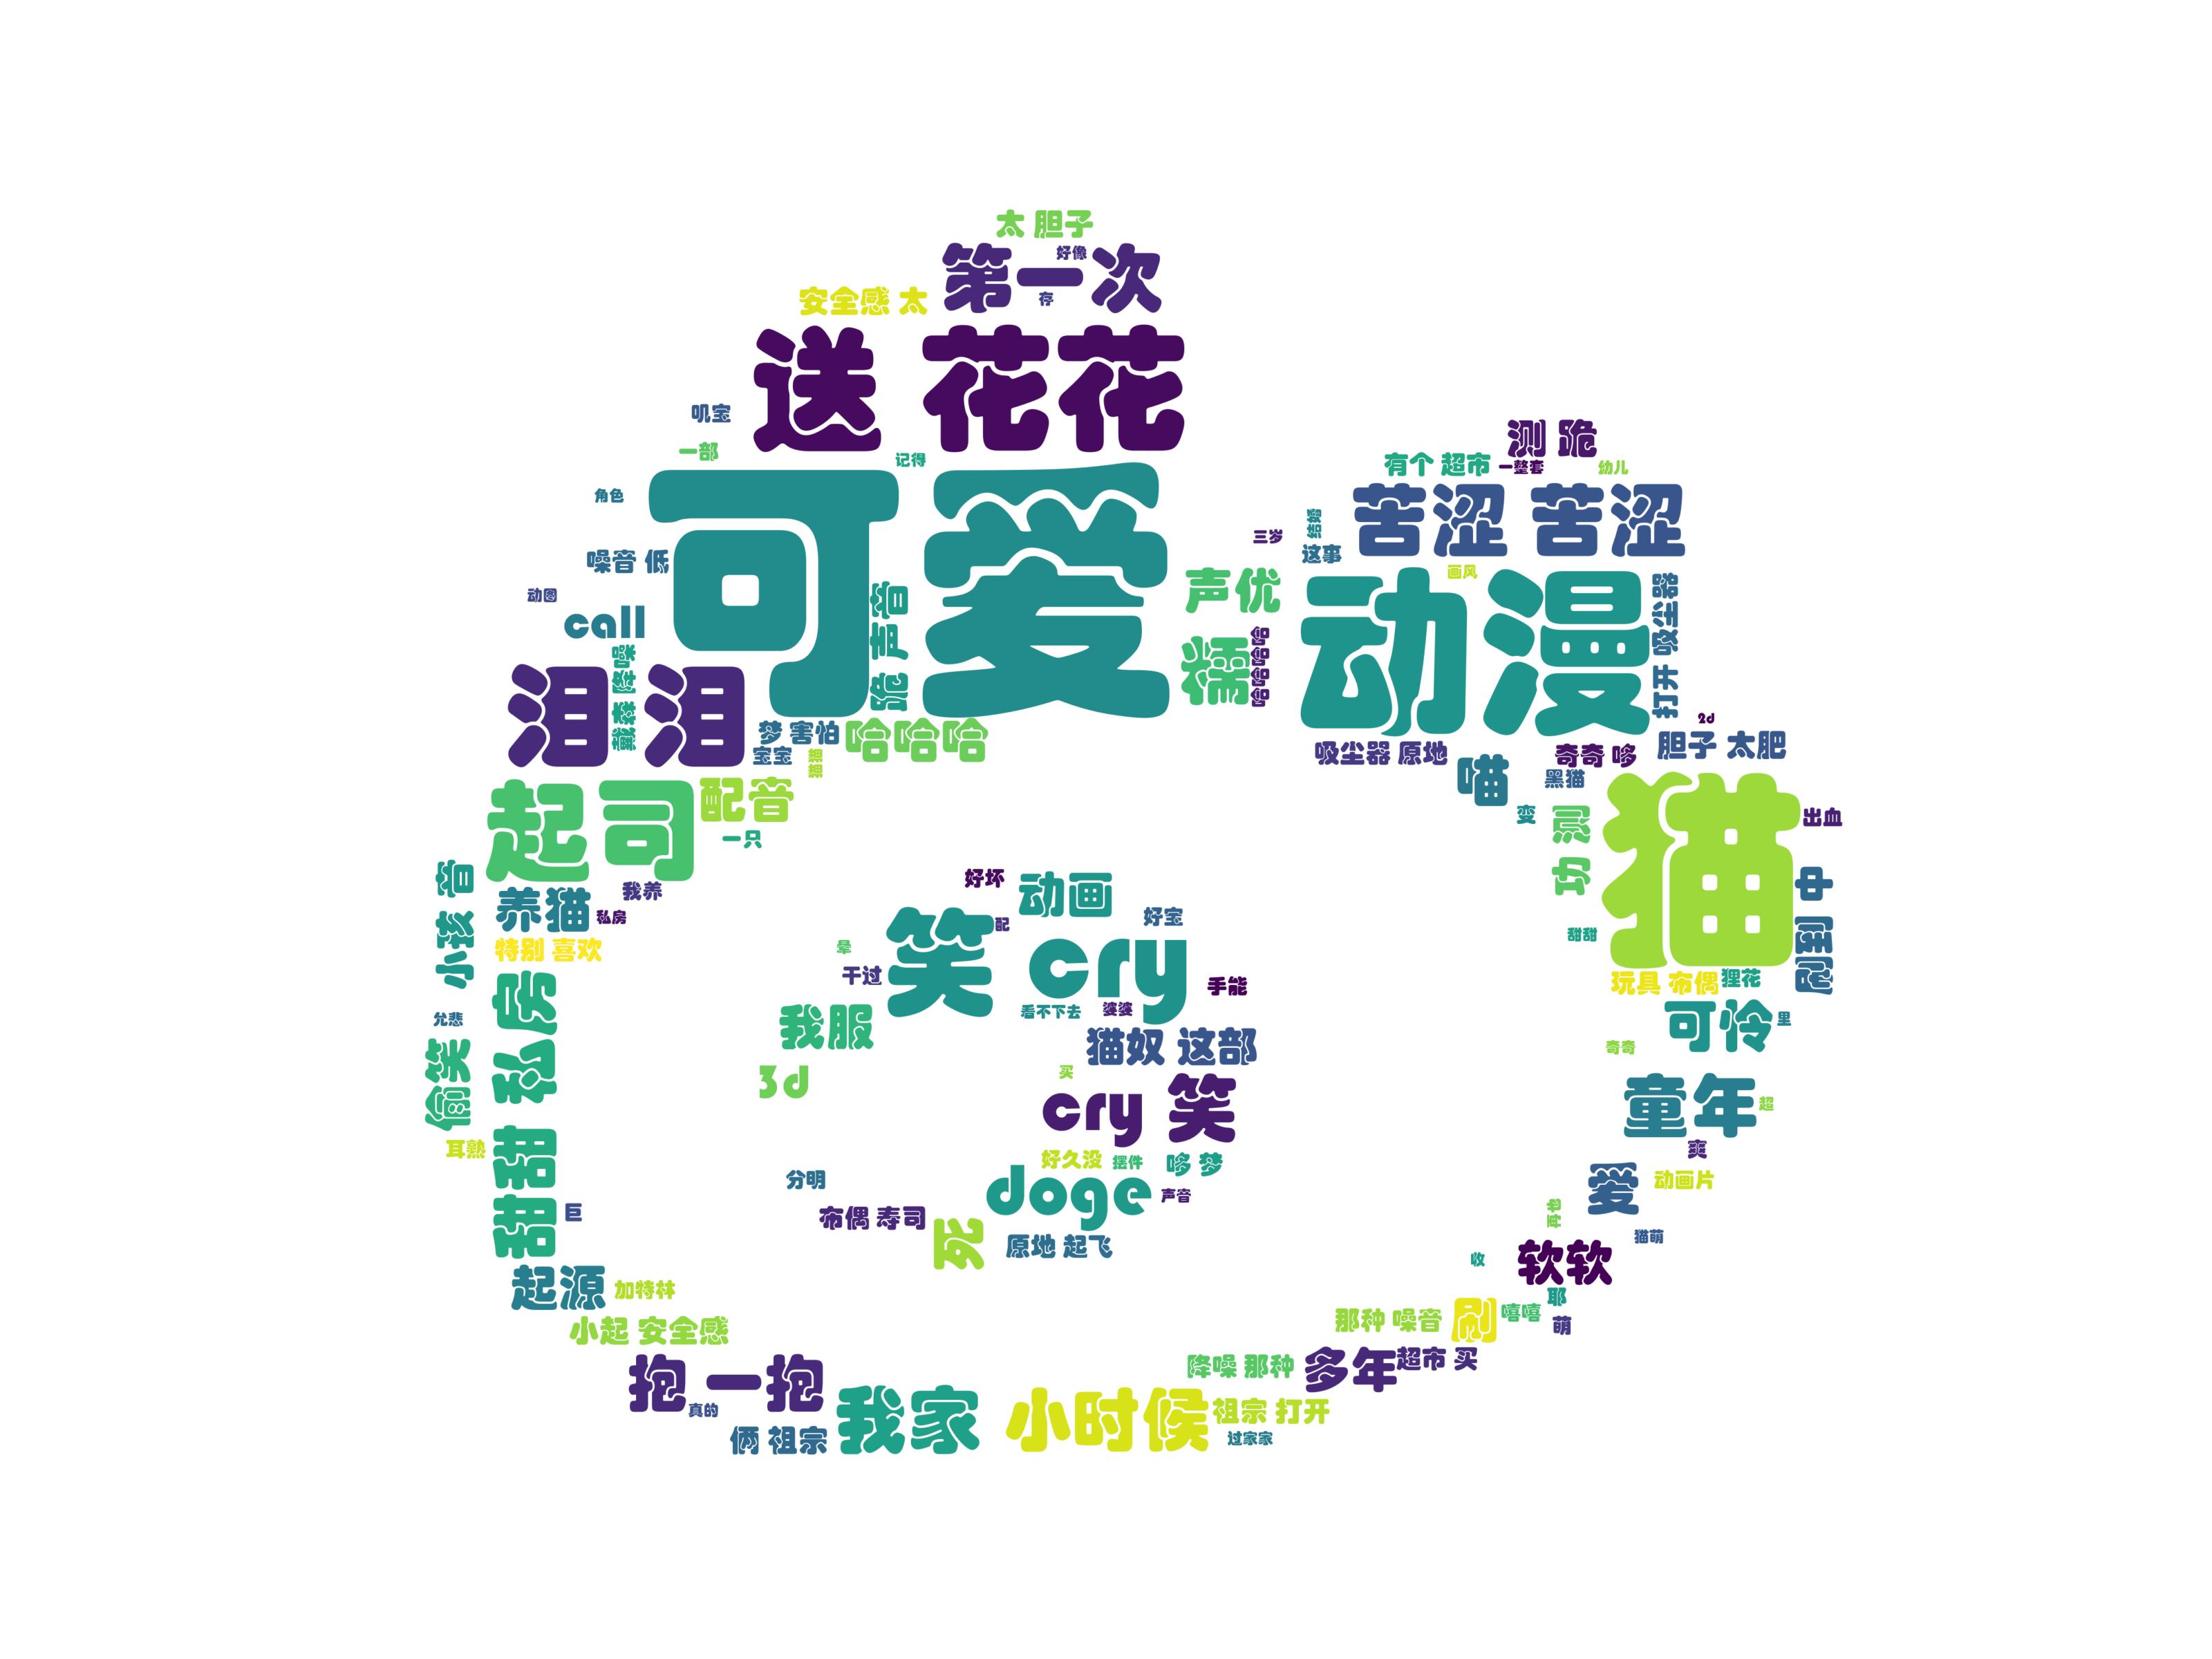 太 胆子
好像
第一次
存
安全感 太
送 花花
叽宝
一部
记得
可爱
角色
噪音 低
动图
call
测 跪
有个 超市
一整套
幼儿
苦涩 苦涩
结婚
这事
三岁
画风
声优
糯
哈哈哈哈
动漫
打开 吸尘器
泪泪
梦 害怕
哈哈哈
宝宝
2d
吸尘器 原地
奇奇 哆
胆子 太肥
喵
黑猫
变
猫
出血
起司
配音
一只
养猫
我养
私房
特别 喜欢
小孩 音
甜甜 私房
偷笑
耳熟
巨
好坏
动画
配
好宝
笑 cry
晕
干过
看不下去
婆婆
手能
我服
猫奴 这部
3d
买
cry 笑
好久没
摆件
哆 梦
doge
声音
分明
布偶 寿司
死
原地 起飞
甜甜
刷到 中
玩具 布偶
狸花
可怜
里
奇奇
童年
超
爽
爱
动画片
猫萌
收
软软
耶
起源
加特林
小起 安全感
那种 噪音
刷
嘻嘻
萌
抱一抱
真的
降噪 那种
多年
超市 买
俩 祖宗
我家
小时候
祖宗 打开
过家家